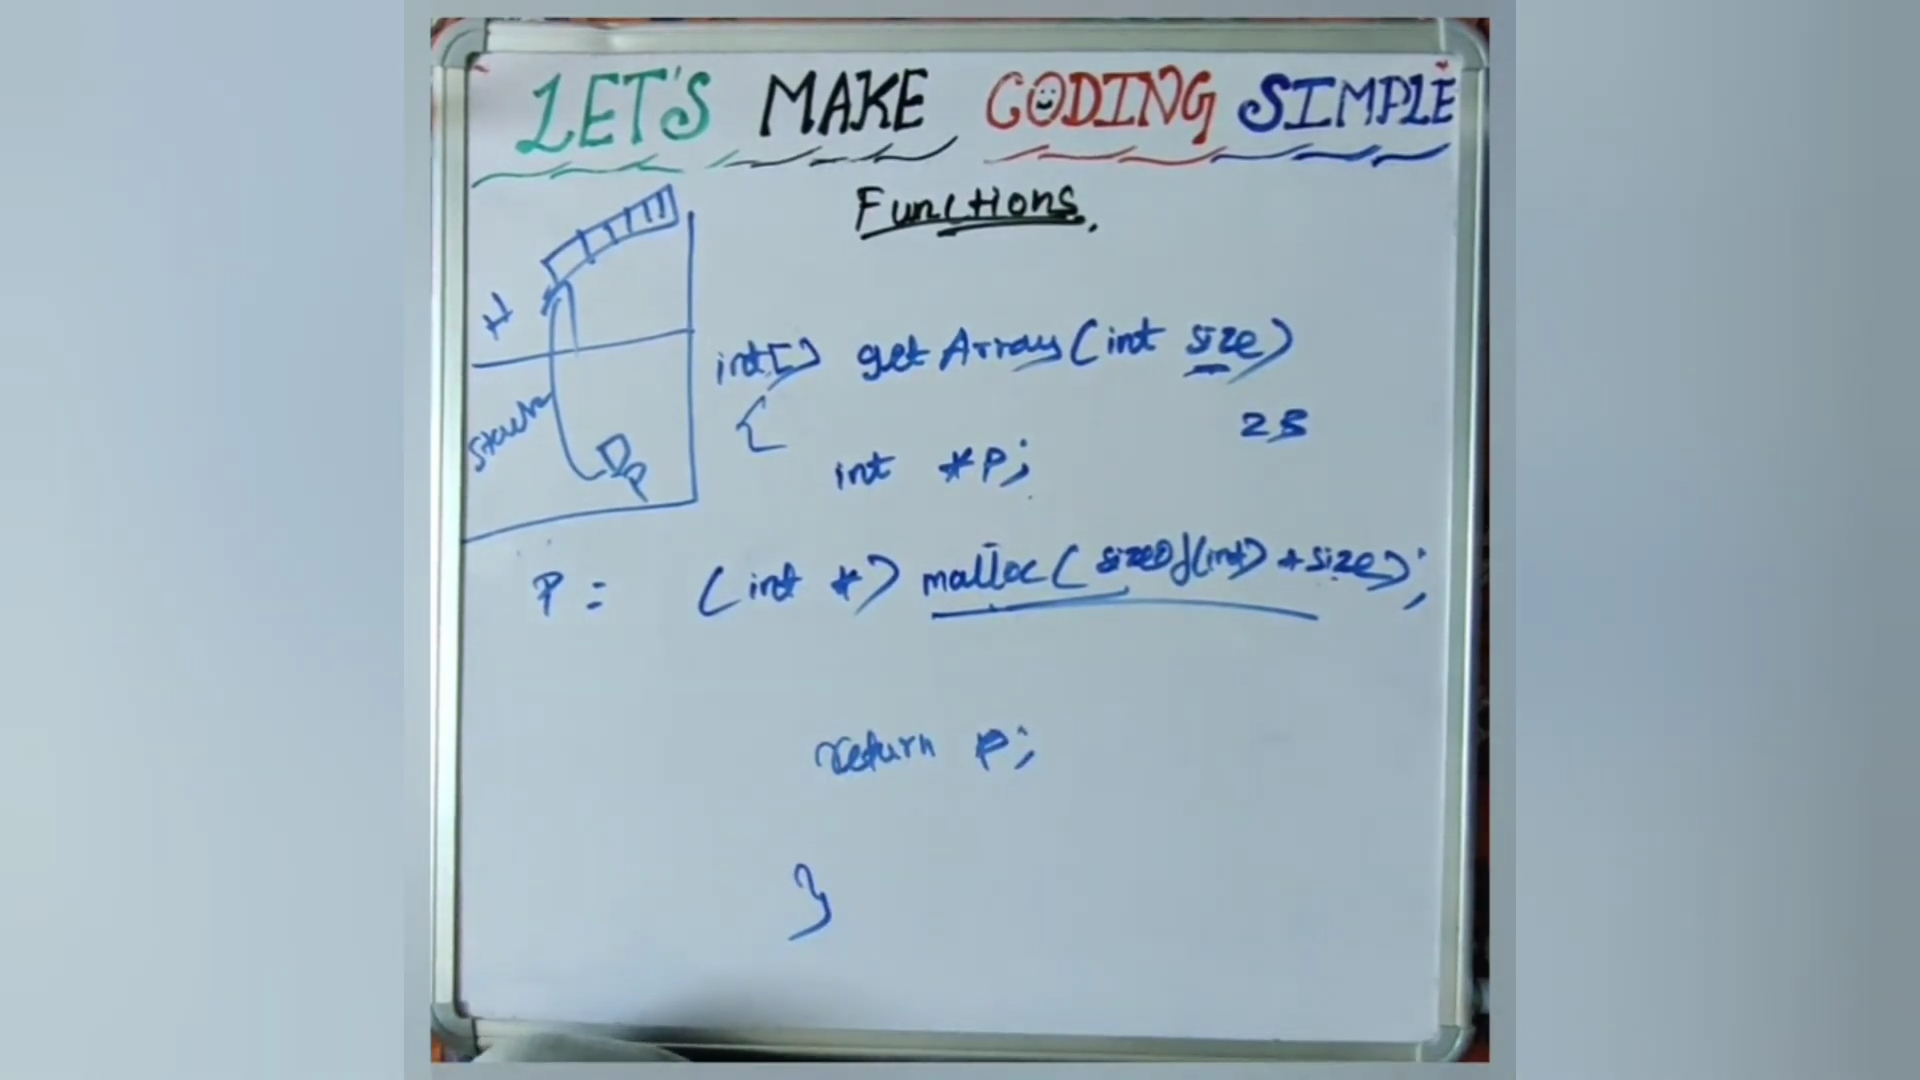 LET'S MAKE CODING SIMPLE
Functions.
H
Stack
P
int[] getArray(int size)
{
25
int *P;
P = (int *) malloc( sizeof(int) * size);
return P;
}